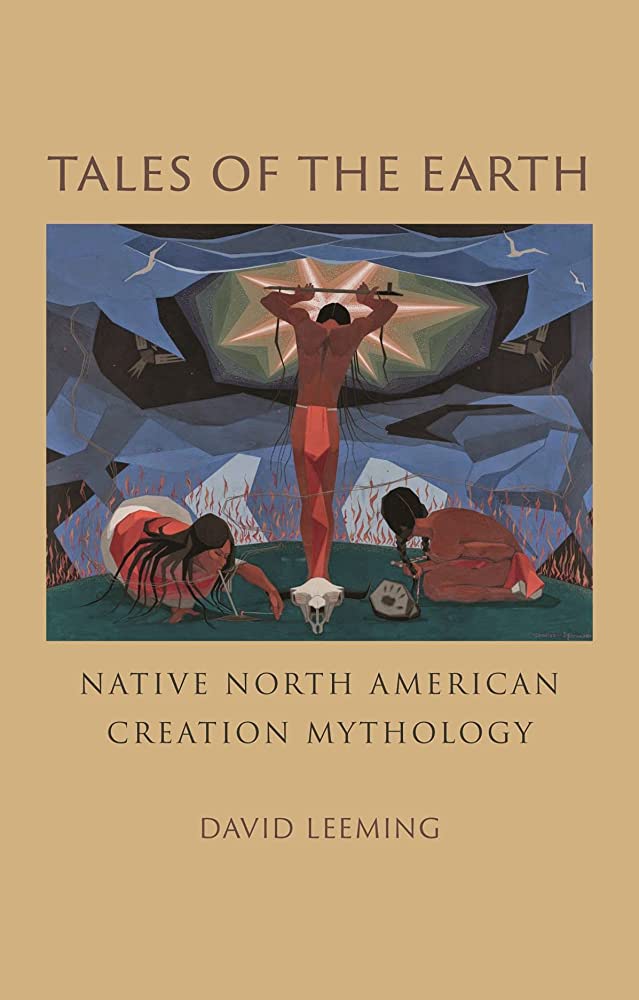 TALES OF THE EARTH
NATIVE NORTH AMERICAN
CREATION MYTHOLOGY
DAVID LEEMING